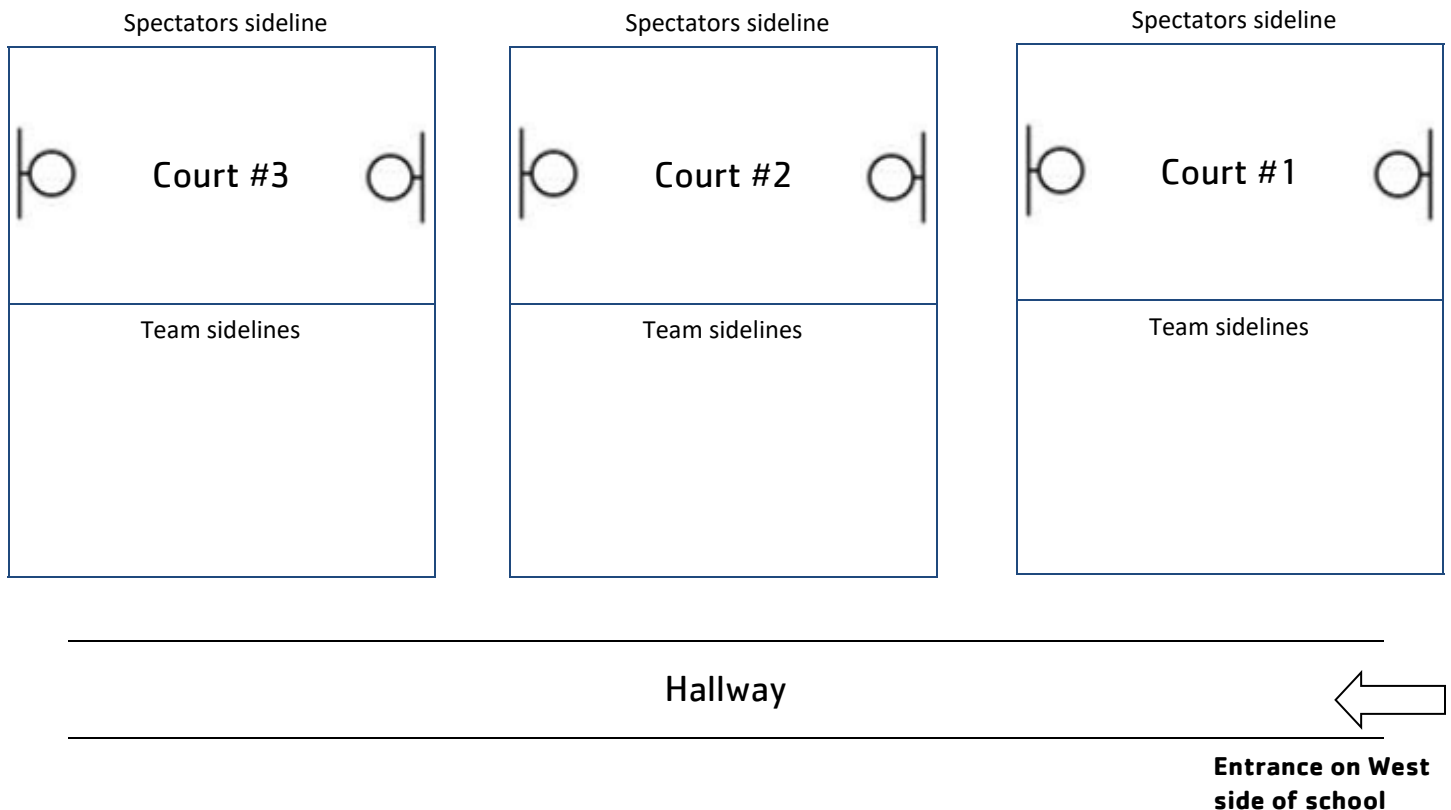 Spectators sideline
Spectators sideline
Spectators sideline
Court #3
Court #2
Court #1
Team sidelines
Team sidelines
Team sidelines
Hallway
Entrance on West
side of school